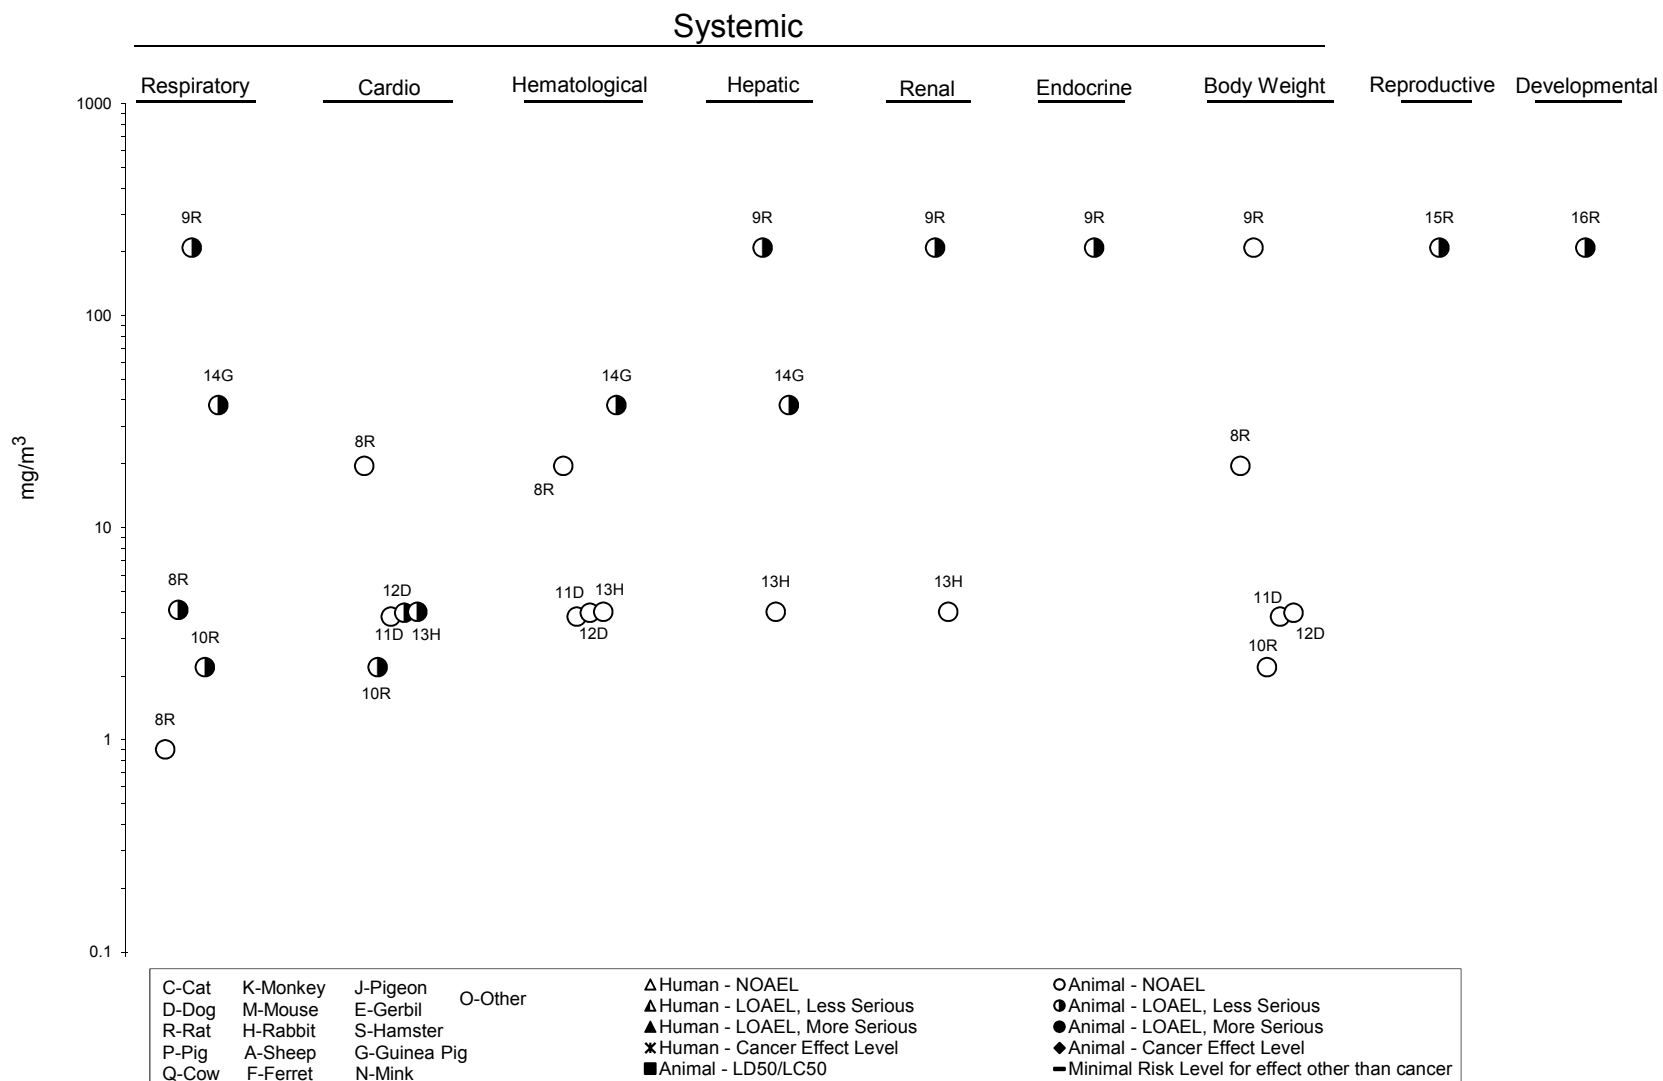 Systemic
Respiratory Cardio Hematological Hepatic Renal Endocrine Body Weight Reproductive Developmental
1000
9R 9R 9R 9R 9R 15R 16R
100
14G 14G 14G
8R 8R
8R
mg/m³
10
8R 12D 11D 13H 13H 13H 11D
10R 11D 13H 12D 10R 12D
10R
8R
1
0.1
C-Cat K-Monkey J-Pigeon O-Other △ Human - NOAEL ○ Animal - NOAEL
D-Dog M-Mouse E-Gerbil Human - LOAEL, Less Serious Animal - LOAEL, Less Serious
R-Rat H-Rabbit S-Hamster Human - LOAEL, More Serious Animal - LOAEL, More Serious
P-Pig A-Sheep G-Guinea Pig Human - Cancer Effect Level Animal - Cancer Effect Level
Q-Cow F-Ferret N-Mink Animal - LD50/LC50 Minimal Risk Level for effect other than cancer